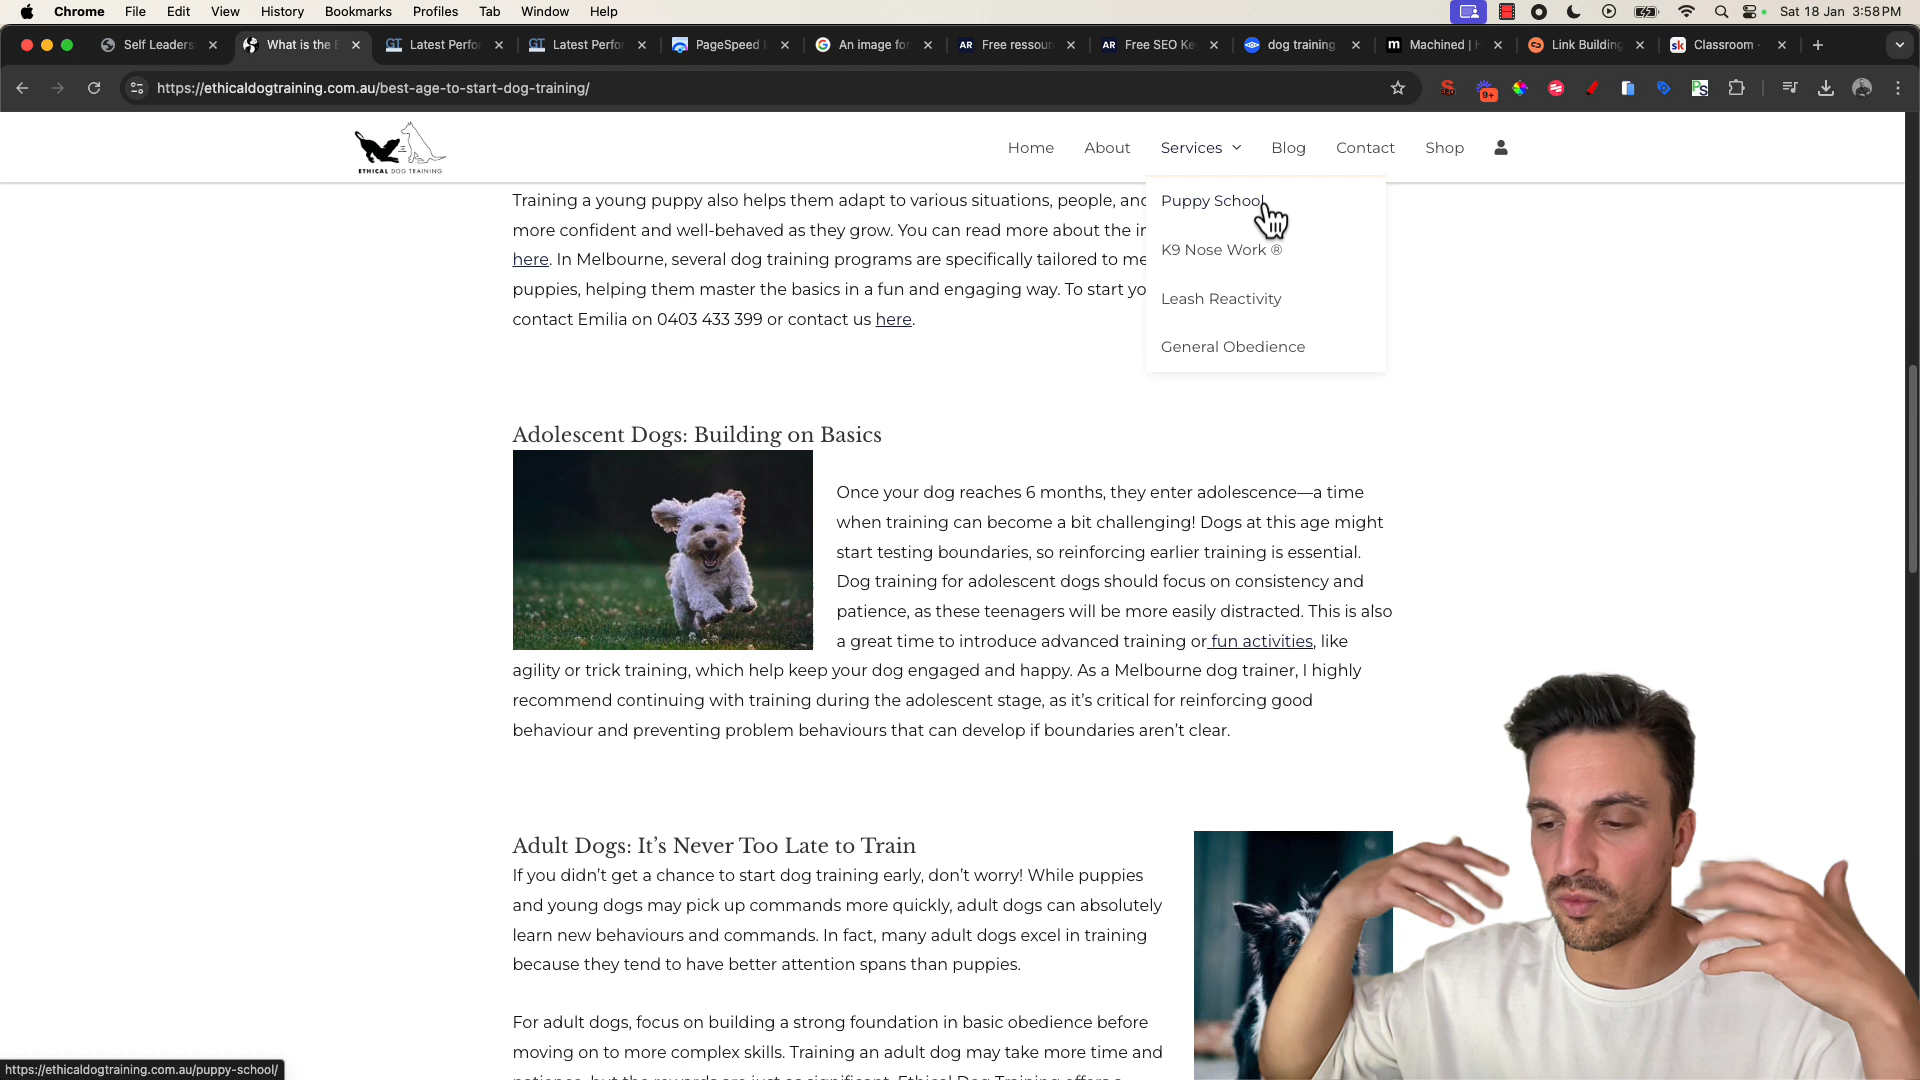 Chrome File Edit View History Bookmarks Profiles Tab Window Help
Sat 18 Jan 3:58 PM
Self Leaders
What is the
Latest Perfo
Latest Perfo
PageSpeed
An image fo
Free ressour
Free SEO Ke
dog training
Machined |
Link Building
Classroom
https://ethicaldogtraining.com.au/best-age-to-start-dog-training/
9+
ETHICAL DOG TRAINING
Home About Services Blog Contact Shop
Puppy School
K9 Nose Work ®
Leash Reactivity
General Obedience
Training a young puppy also helps them adapt to various situations, people, and
more confident and well-behaved as they grow. You can read more about the
here. In Melbourne, several dog training programs are specifically tailored to
puppies, helping them master the basics in a fun and engaging way. To start
contact Emilia on 0403 433 399 or contact us here.
Adolescent Dogs: Building on Basics
Once your dog reaches 6 months, they enter adolescence—a time
when training can become a bit challenging! Dogs at this age might
start testing boundaries, so reinforcing earlier training is essential.
Dog training for adolescent dogs should focus on consistency and
patience, as these teenagers will be more easily distracted. This is also
a great time to introduce advanced training or fun activities, like
agility or trick training, which help keep your dog engaged and happy. As a Melbourne dog trainer, I highly
recommend continuing with training during the adolescent stage, as it's critical for reinforcing good
behaviour and preventing problem behaviours that can develop if boundaries aren't clear.
Adult Dogs: It's Never Too Late to Train
If you didn't get a chance to start dog training early, don't worry! While puppies
and young dogs may pick up commands more quickly, adult dogs can absolutely
learn new behaviours and commands. In fact, many adult dogs excel in training
because they tend to have better attention spans than puppies.
For adult dogs, focus on building a strong foundation in basic obedience before
moving on to more complex skills. Training an adult dog may take more time and
https://ethicaldogtraining.com.au/puppy-school/